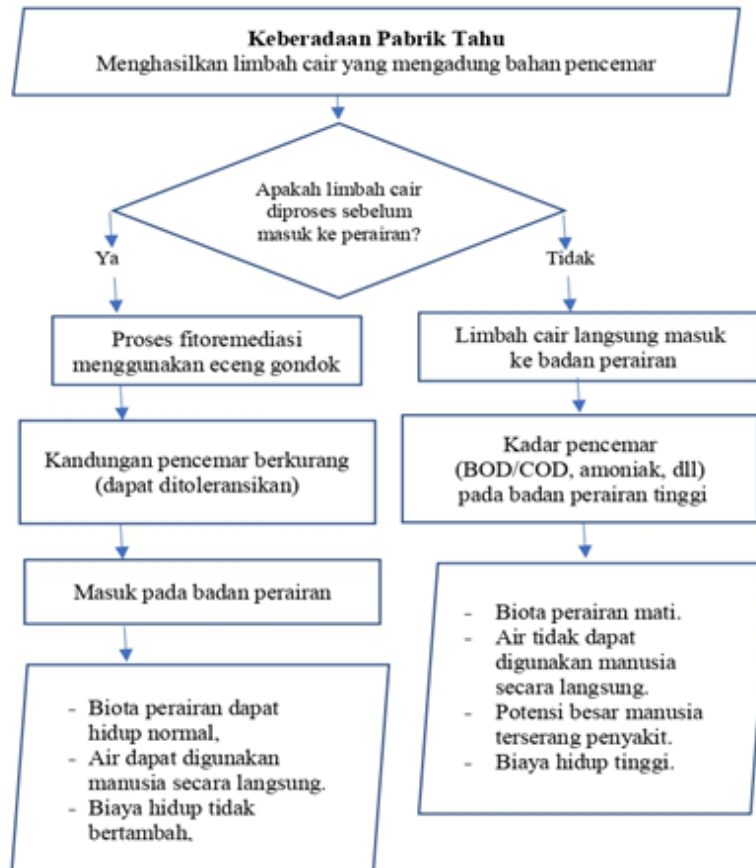 Keberadaan Pabrik Tahu
Menghasilkan limbah cair yang mengadung bahan pencemar
Apakah limbah cair
diproses sebelum
masuk ke perairan?
Ya
Tidak
Proses fitoremediasi
menggunakan eceng gondok
Limbah cair langsung masuk
ke badan perairan
Kandungan pencemar berkurang
(dapat ditoleransikan)
Kadar pencemar
(BOD/COD, amoniak, dll)
pada badan perairan tinggi
Masuk pada badan perairan
- Biota perairan dapat
hidup normal,
- Air dapat digunakan
manusia secara langsung.
- Biaya hidup tidak
bertambah,
- Biota perairan mati.
- Air tidak dapat
digunakan manusia
secara langsung.
- Potensi besar manusia
terserang penyakit.
- Biaya hidup tinggi.